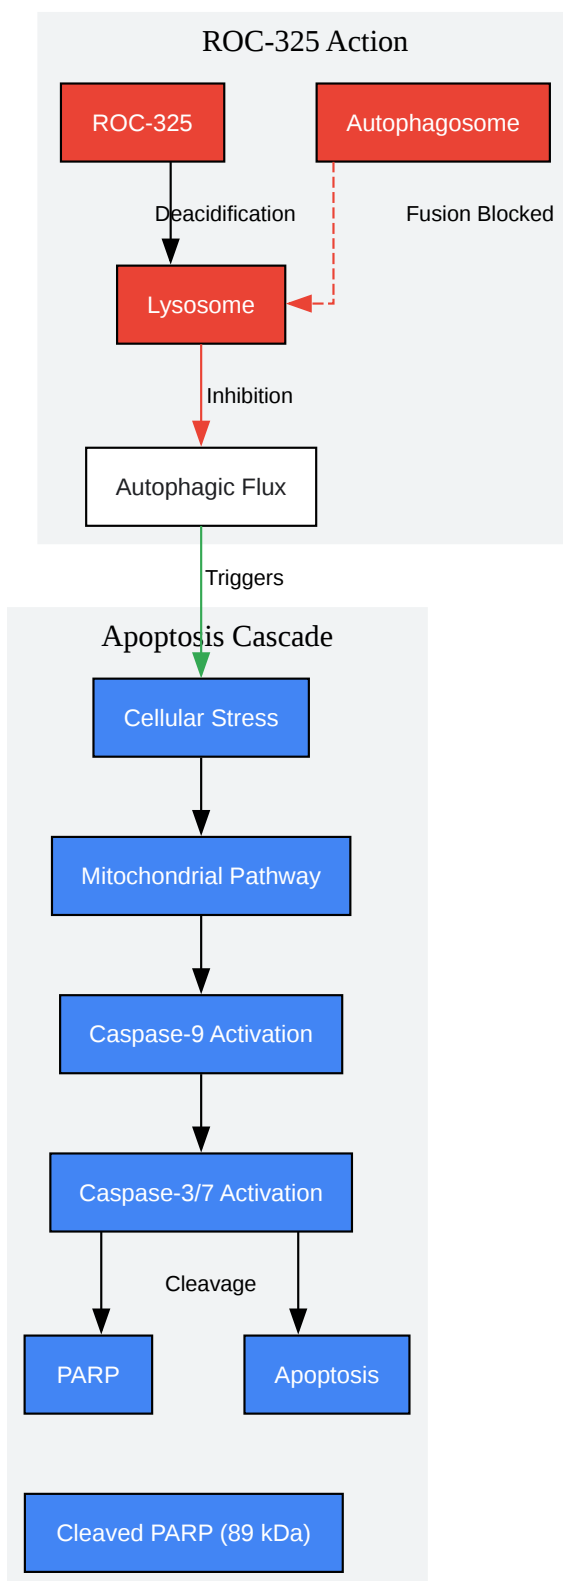 ROC-325 Action
ROC-325
Autophagosome
Deacidification
Fusion Blocked
Lysosome
Inhibition
Autophagic Flux
Triggers
Apoptosis Cascade
Cellular Stress
Mitochondrial Pathway
Caspase-9 Activation
Caspase-3/7 Activation
Cleavage
PARP
Apoptosis
Cleaved PARP (89 kDa)